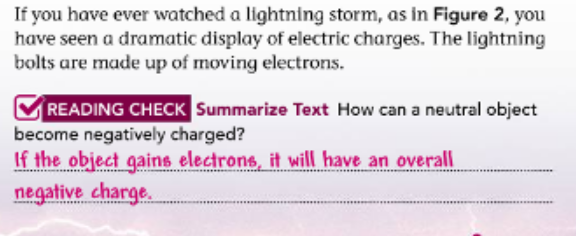 If you have ever watched a lightning storm, as in Figure 2, you
have seen a dramatic display of electric charges. The lightning
bolts are made up of moving electrons.
READING CHECK Summarize Text How can a neutral object
become negatively charged?
If the object gains electrons, it will have an overall
negative charge.